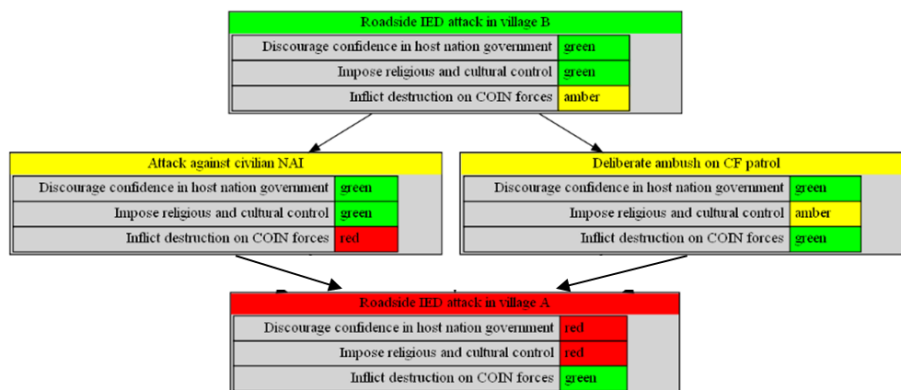 Roadside IED attack in village B
Discourage confidence in host nation government green
Impose religious and cultural control green
Inflict destruction on COIN forces amber
Attack against civilian NAI
Discourage confidence in host nation government green
Impose religious and cultural control green
Inflict destruction on COIN forces red
Deliberate ambush on CF patrol
Discourage confidence in host nation government green
Impose religious and cultural control amber
Inflict destruction on COIN forces green
Roadside IED attack in village A
Discourage confidence in host nation government red
Impose religious and cultural control red
Inflict destruction on COIN forces green